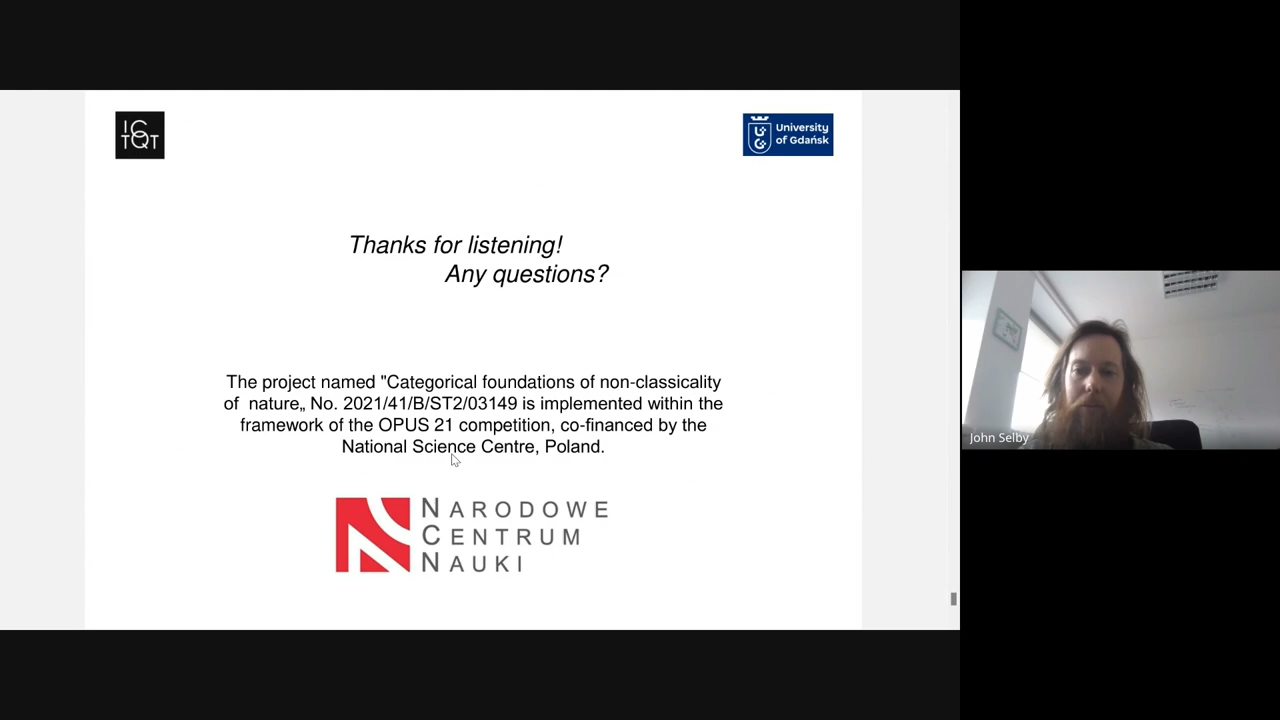 IC
TQT
University
of Gdańsk
Thanks for listening!
Any questions?
The project named "Categorical foundations of non-classicality
of nature„ No. 2021/41/B/ST2/03149 is implemented within the
framework of the OPUS 21 competition, co-financed by the
National Science Centre, Poland.
NARODOWE
CENTRUM
NAUKI
John Selby